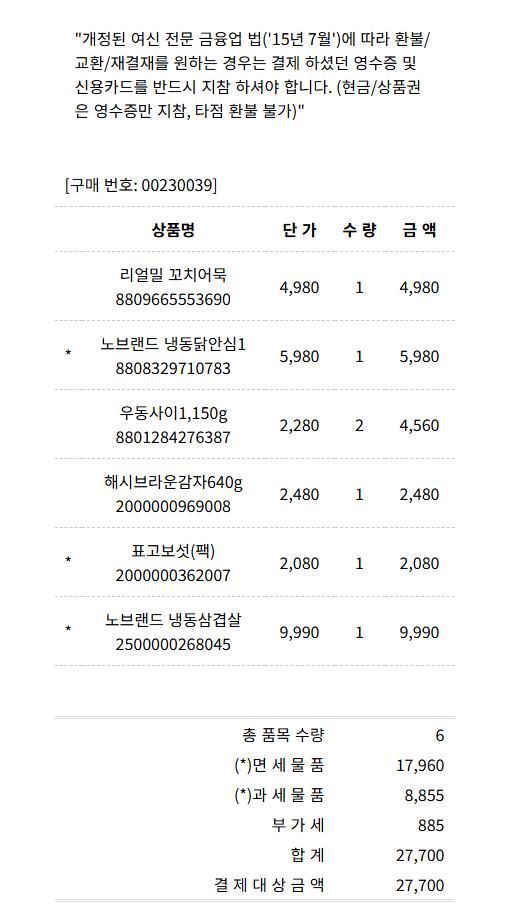 "개정된 여신 전문 금융업 법('15년 7월')에 따라 환불/
교환/재결재를 원하는 경우는 결제 하셨던 영수증 및
신용카드를 반드시 지참 하셔야 합니다. (현금/상품권
은 영수증만 지참, 타점 환불 불가)"
[구매 번호: 00230039]
상품명 단 가 수 량 금 액
리얼밀 꼬치어묵
8809665553690 4,980 1 4,980
* 노브랜드 냉동닭안심1
8808329710783 5,980 1 5,980
우동사이1,150g
8801284276387 2,280 2 4,560
해시브라운감자640g
2000000969008 2,480 1 2,480
* 표고보섯(팩)
2000000362007 2,080 1 2,080
* 노브랜드 냉동삼겹살
2500000268045 9,990 1 9,990
총 품목 수량 6
(*)면 세 물 품 17,960
(*)과 세 물 품 8,855
부 가 세 885
합 계 27,700
결 제 대 상 금 액 27,700